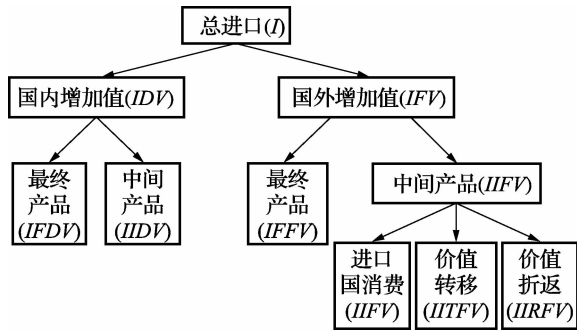 总进口(I)
国内增加值(IDV)
国外增加值(IFV)
最终
产品
(IFDV)
中间
产品
(IIDV)
最终
产品
(IFFV)
中间产品(IIFV)
进口
国消费
(IIFV)
价值
转移
(IITFV)
价值
折返
(IIRFV)